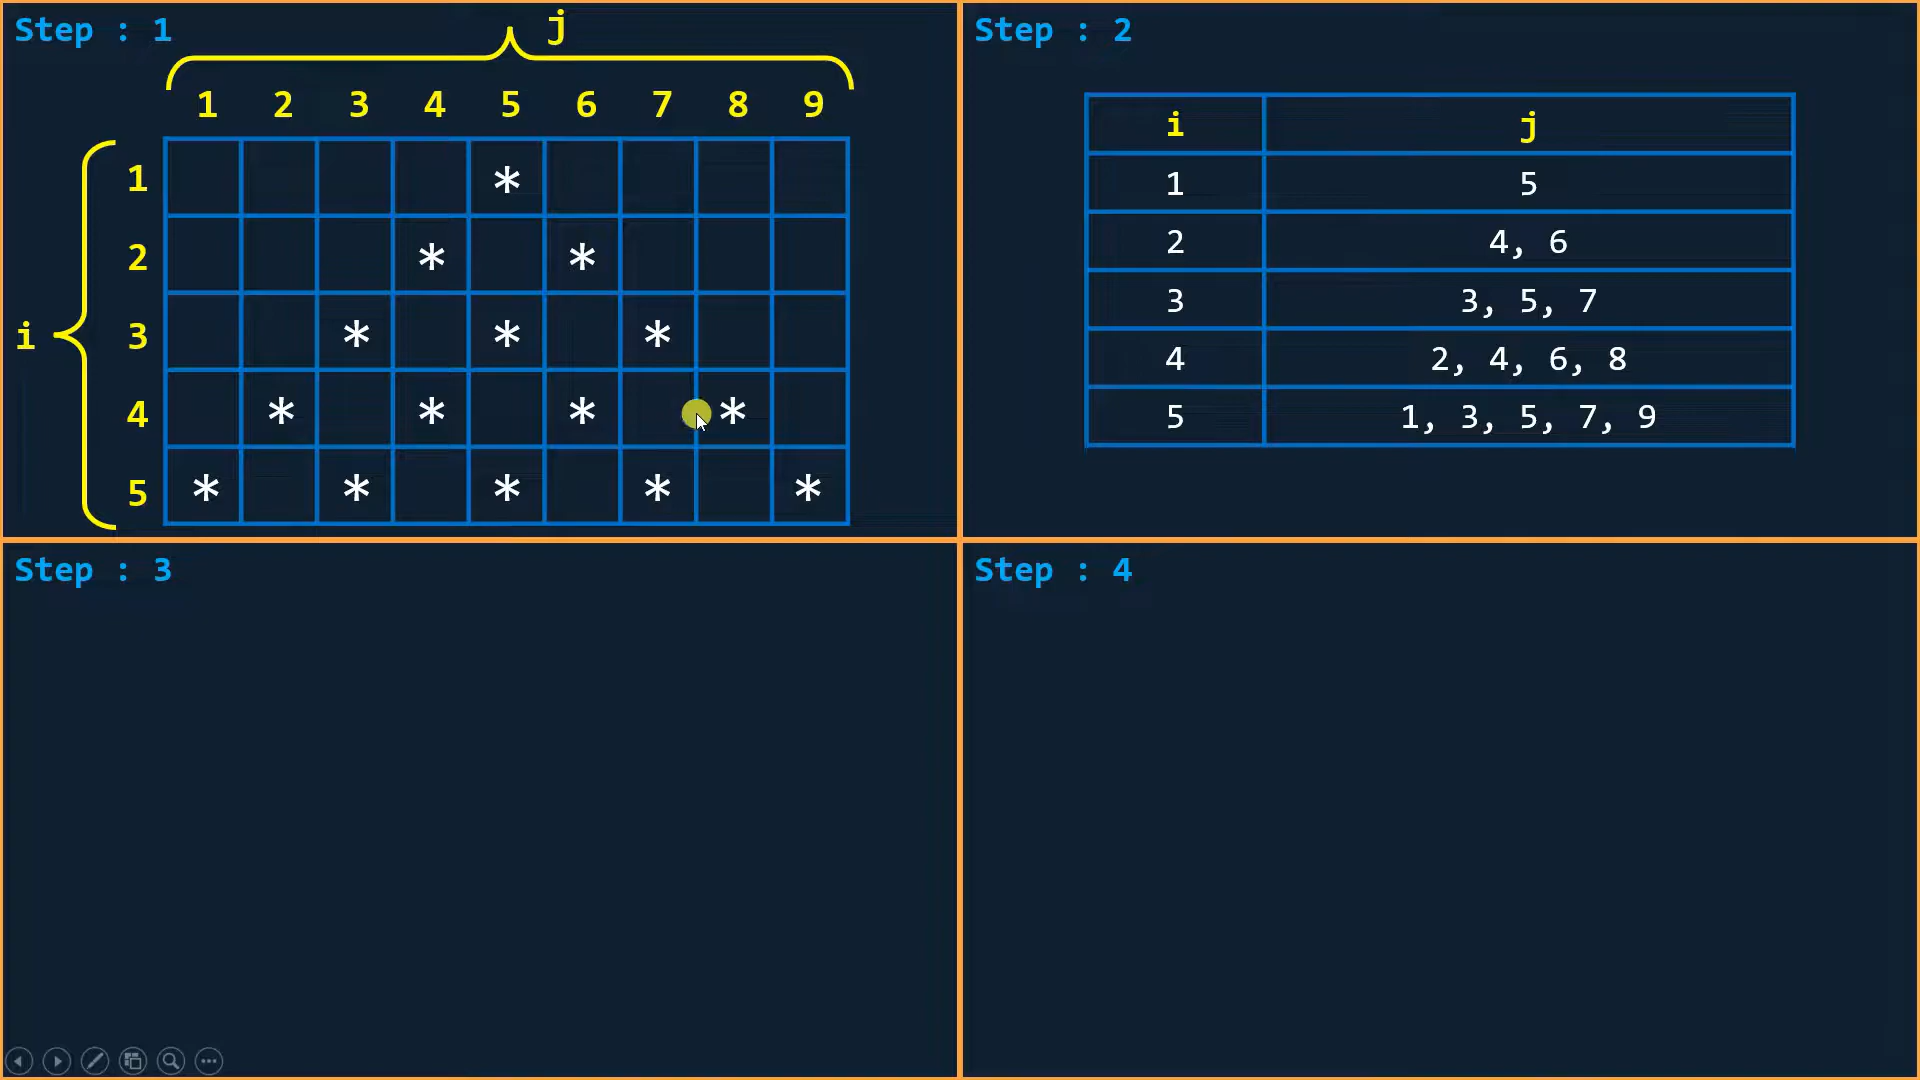 Step : 1
j
1 2 3 4 5 6 7 8 9
i
1 *
2 * *
3 * * *
4 * * * *
5 * * * * *
Step : 2
i j
1 5
2 4, 6
3 3, 5, 7
4 2, 4, 6, 8
5 1, 3, 5, 7, 9
Step : 3
Step : 4